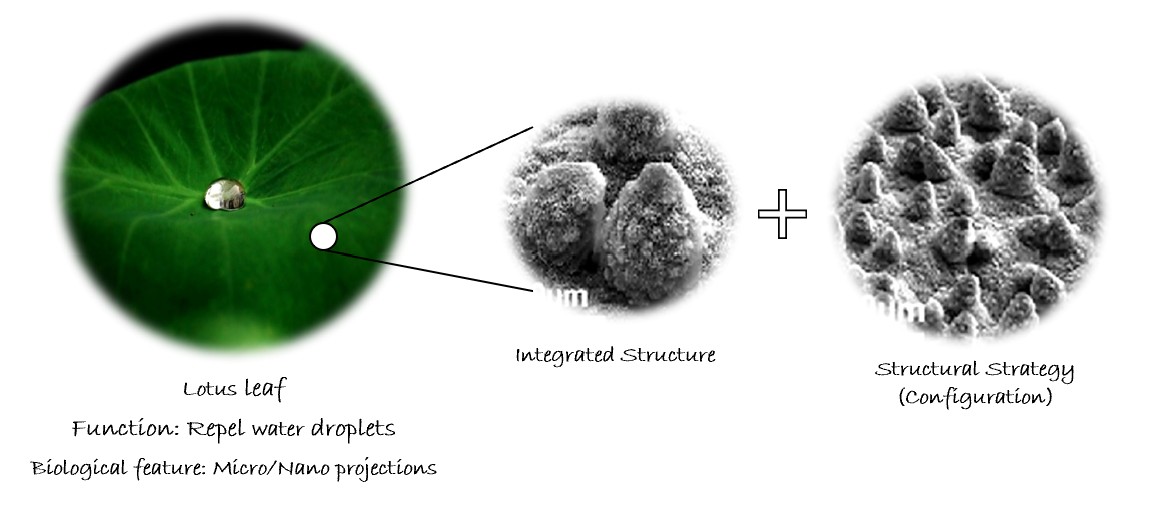 Lotus leaf
Function: Repel water droplets
Biological feature: Micro/Nano projections
Integrated Structure
Structural Strategy
(Configuration)